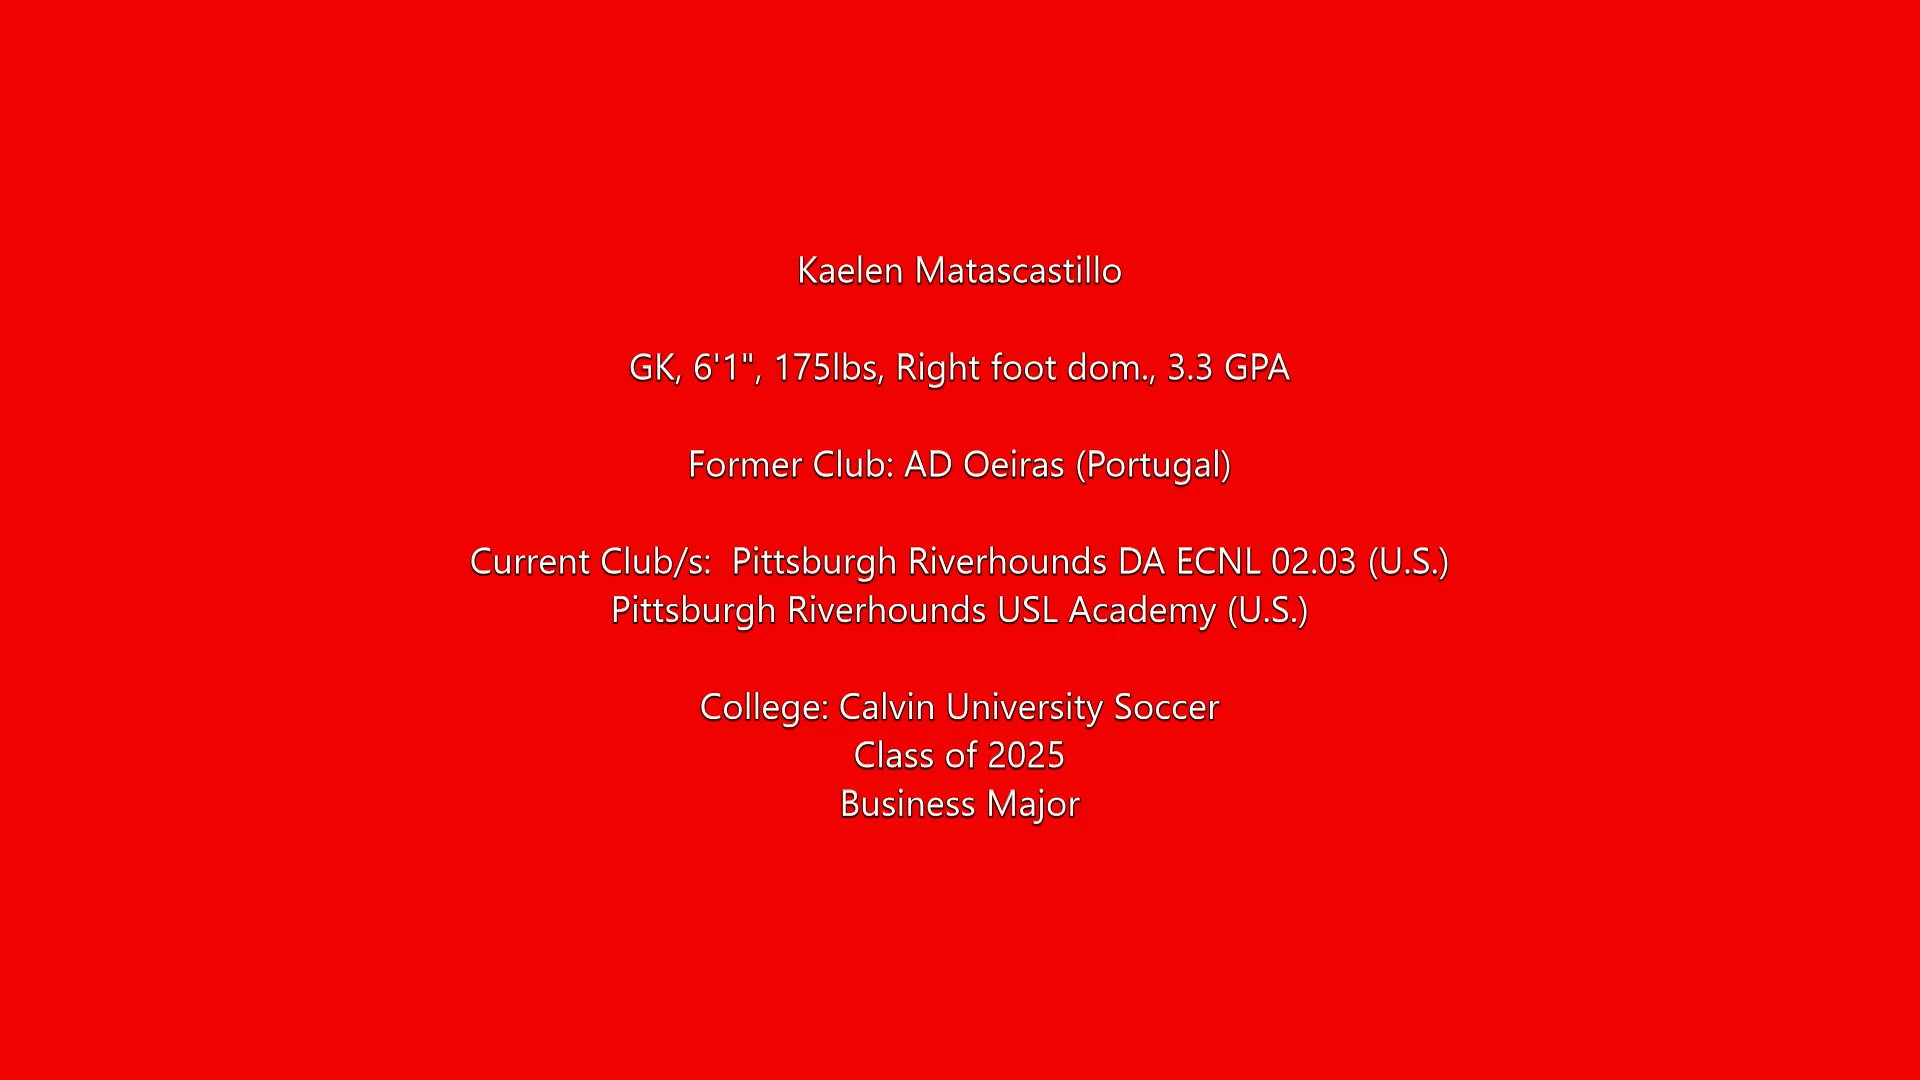 Kaelen Matascastillo
GK, 6'1", 175lbs, Right foot dom., 3.3 GPA
Former Club: AD Oeiras (Portugal)
Current Club/s:  Pittsburgh Riverhounds DA ECNL 02.03 (U.S.)
Pittsburgh Riverhounds USL Academy (U.S.)
College: Calvin University Soccer
Class of 2025
Business Major